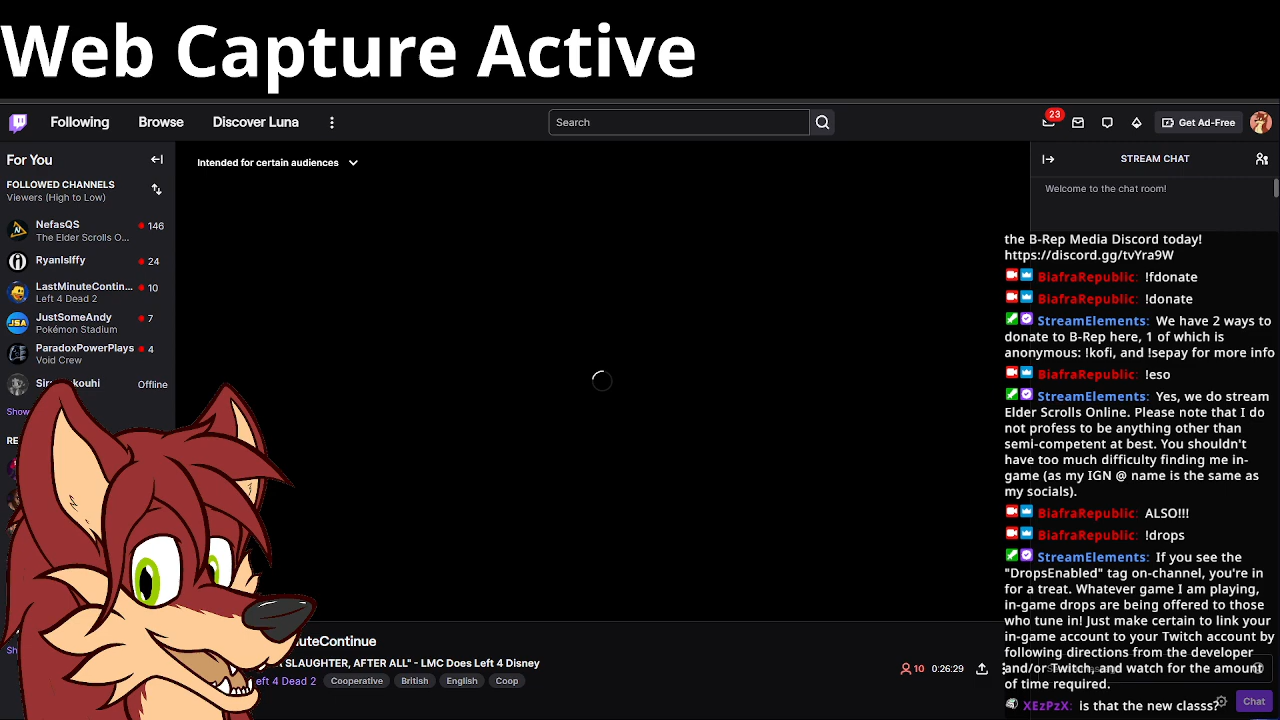 Web Capture Active
Following
Browse
Discover Luna
Search
23
Get Ad-Free
For You
Intended for certain audiences
STREAM CHAT
FOLLOWED CHANNELS
Viewers (High to Low)
Welcome to the chat room!
NefasQS
146
The Elder Scrolls O...
RyanIsIffy
24
LastMinuteContin...
10
Left 4 Dead 2
JustSomeAndy
7
Pokémon Stadium
ParadoxPowerPlays
4
Void Crew
Offline
Show
RE
Sh
the B-Rep Media Discord today!
https://discord.gg/tvYra9W
BiafraRepublic: !fdonate
BiafraRepublic: !donate
StreamElements: We have 2 ways to
donate to B-Rep here, 1 of which is
anonymous: !kofi, and !sepay for more info
BiafraRepublic: !eso
StreamElements: Yes, we do stream
Elder Scrolls Online. Please note that I do
not profess to be anything other than
semi-competent at best. You shouldn't
have too much difficulty finding me in-
game (as my IGN @ name is the same as
my socials).
BiafraRepublic: ALSO!!!
BiafraRepublic: !drops
StreamElements: If you see the
"DropsEnabled" tag on-channel, you're in
for a treat. Whatever game I am playing,
in-game drops are being offered to those
who tune in! Just make certain to link your
in-game account to your Twitch account by
following directions from the developer
and/or Twitch, and watch for the amount
of time required.
XEzPzX: is that the new classs?
Chat
nuteContinue
SLAUGHTER, AFTER ALL" - LMC Does Left 4 Disney
eft 4 Dead 2
Cooperative
British
English
Coop
10
0:26:29